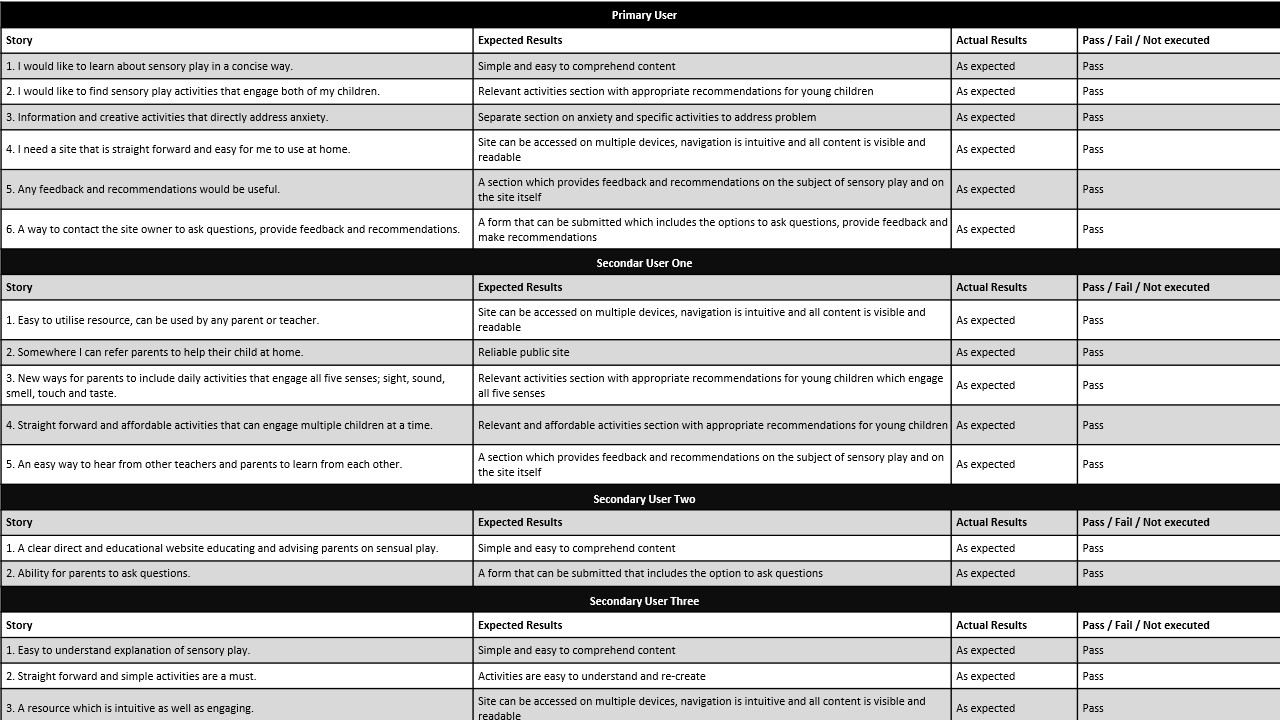 Primary User
Story Expected Results Actual Results Pass / Fail / Not executed
1. I would like to learn about sensory play in a concise way. Simple and easy to comprehend content As expected Pass
2. I would like to find sensory play activities that engage both of my children. Relevant activities section with appropriate recommendations for young children As expected Pass
3. Information and creative activities that directly address anxiety. Separate section on anxiety and specific activities to address problem As expected Pass
4. I need a site that is straight forward and easy for me to use at home. Site can be accessed on multiple devices, navigation is intuitive and all content is visible and
readable As expected Pass
5. Any feedback and recommendations would be useful. A section which provides feedback and recommendations on the subject of sensory play and on
the site itself As expected Pass
6. A way to contact the site owner to ask questions, provide feedback and recommendations. A form that can be submitted which includes the options to ask questions, provide feedback and
make recommendations As expected Pass
Secondar User One
Story Expected Results Actual Results Pass / Fail / Not executed
1. Easy to utilise resource, can be used by any parent or teacher. Site can be accessed on multiple devices, navigation is intuitive and all content is visible and
readable As expected Pass
2. Somewhere I can refer parents to help their child at home. Reliable public site As expected Pass
3. New ways for parents to include daily activities that engage all five senses; sight, sound,
smell, touch and taste. Relevant activities section with appropriate recommendations for young children which engage
all five senses As expected Pass
4. Straight forward and affordable activities that can engage multiple children at a time. Relevant and affordable activities section with appropriate recommendations for young children As expected Pass
5. An easy way to hear from other teachers and parents to learn from each other. A section which provides feedback and recommendations on the subject of sensory play and on
the site itself As expected Pass
Secondary User Two
Story Expected Results Actual Results Pass / Fail / Not executed
1. A clear direct and educational website educating and advising parents on sensual play. Simple and easy to comprehend content As expected Pass
2. Ability for parents to ask questions. A form that can be submitted that includes the option to ask questions As expected Pass
Secondary User Three
Story Expected Results Actual Results Pass / Fail / Not executed
1. Easy to understand explanation of sensory play. Simple and easy to comprehend content As expected Pass
2. Straight forward and simple activities are a must. Activities are easy to understand and re-create As expected Pass
3. A resource which is intuitive as well as engaging. Site can be accessed on multiple devices, navigation is intuitive and all content is visible and
readable As expected Pass